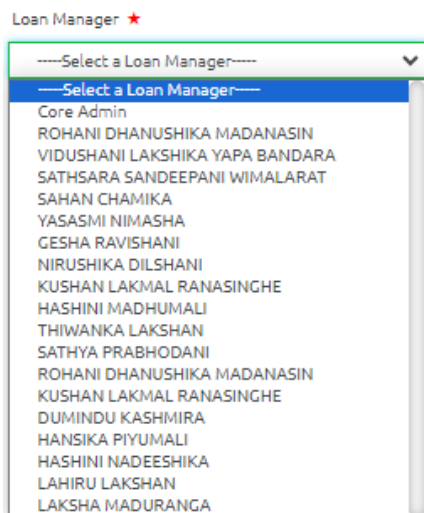 Loan Manager ★
-----Select a Loan Manager-----
-----Select a Loan Manager-----
Core Admin
ROHANI DHANUSHIKA MADANASIN
VIDUSHANI LAKSHIKA YAPA BANDARA
SATHSARA SANDEEPANI WIMALARAT
SAHAN CHAMIKA
YASASMI NIMASHA
GESHA RAVISHANI
NIRUSHIKA DILSHANI
KUSHAN LAKMAL RANASINGHE
HASHINI MADHUMALI
THIWANKA LAKSHAN
SATHYA PRABHODANI
ROHANI DHANUSHIKA MADANASIN
KUSHAN LAKMAL RANASINGHE
DUMINDU KASHMIRA
HANSIKA PIYUMALI
HASHINI NADEESHIKA
LAHIRU LAKSHAN
LAKSHA MADURANGA